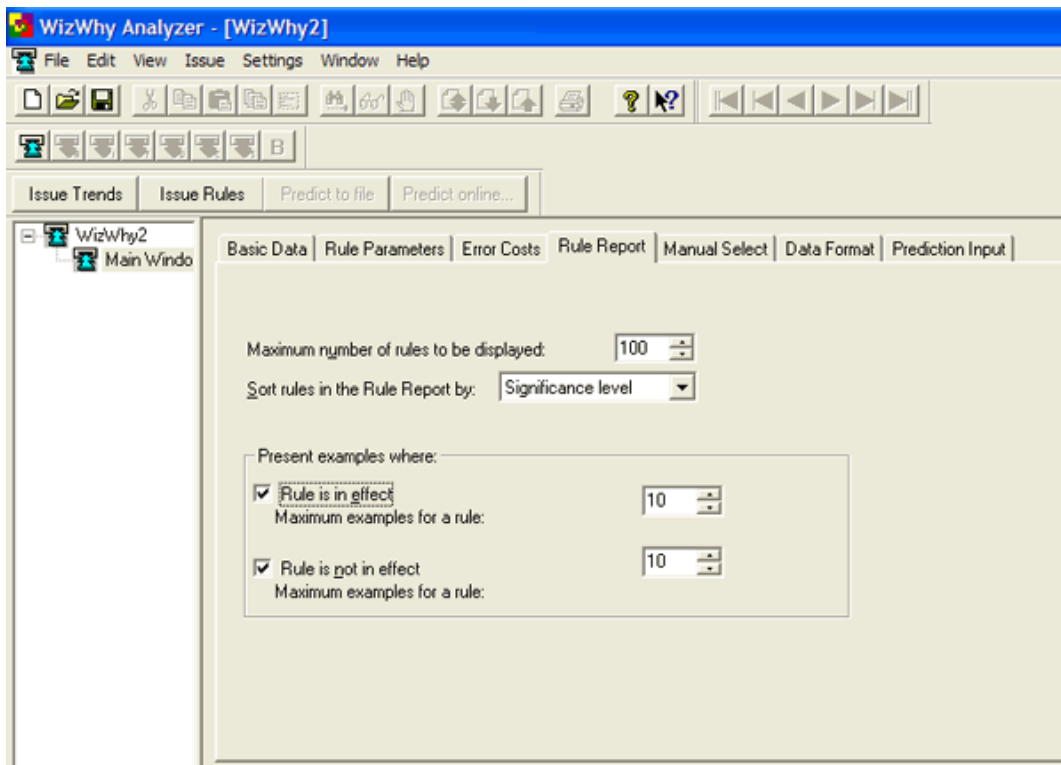 WizWhy Analyzer - [WizWhy2]
File Edit View Issue Settings Window Help
B
Issue Trends Issue Rules Predict to file Predict online...
WizWhy2
Main Windo
Basic Data Rule Parameters Error Costs Rule Report Manual Select Data Format Prediction Input
Maximum number of rules to be displayed: 100
Sort rules in the Rule Report by: Significance level
Present examples where:
Rule is in effect 10
Maximum examples for a rule:
Rule is not in effect 10
Maximum examples for a rule: